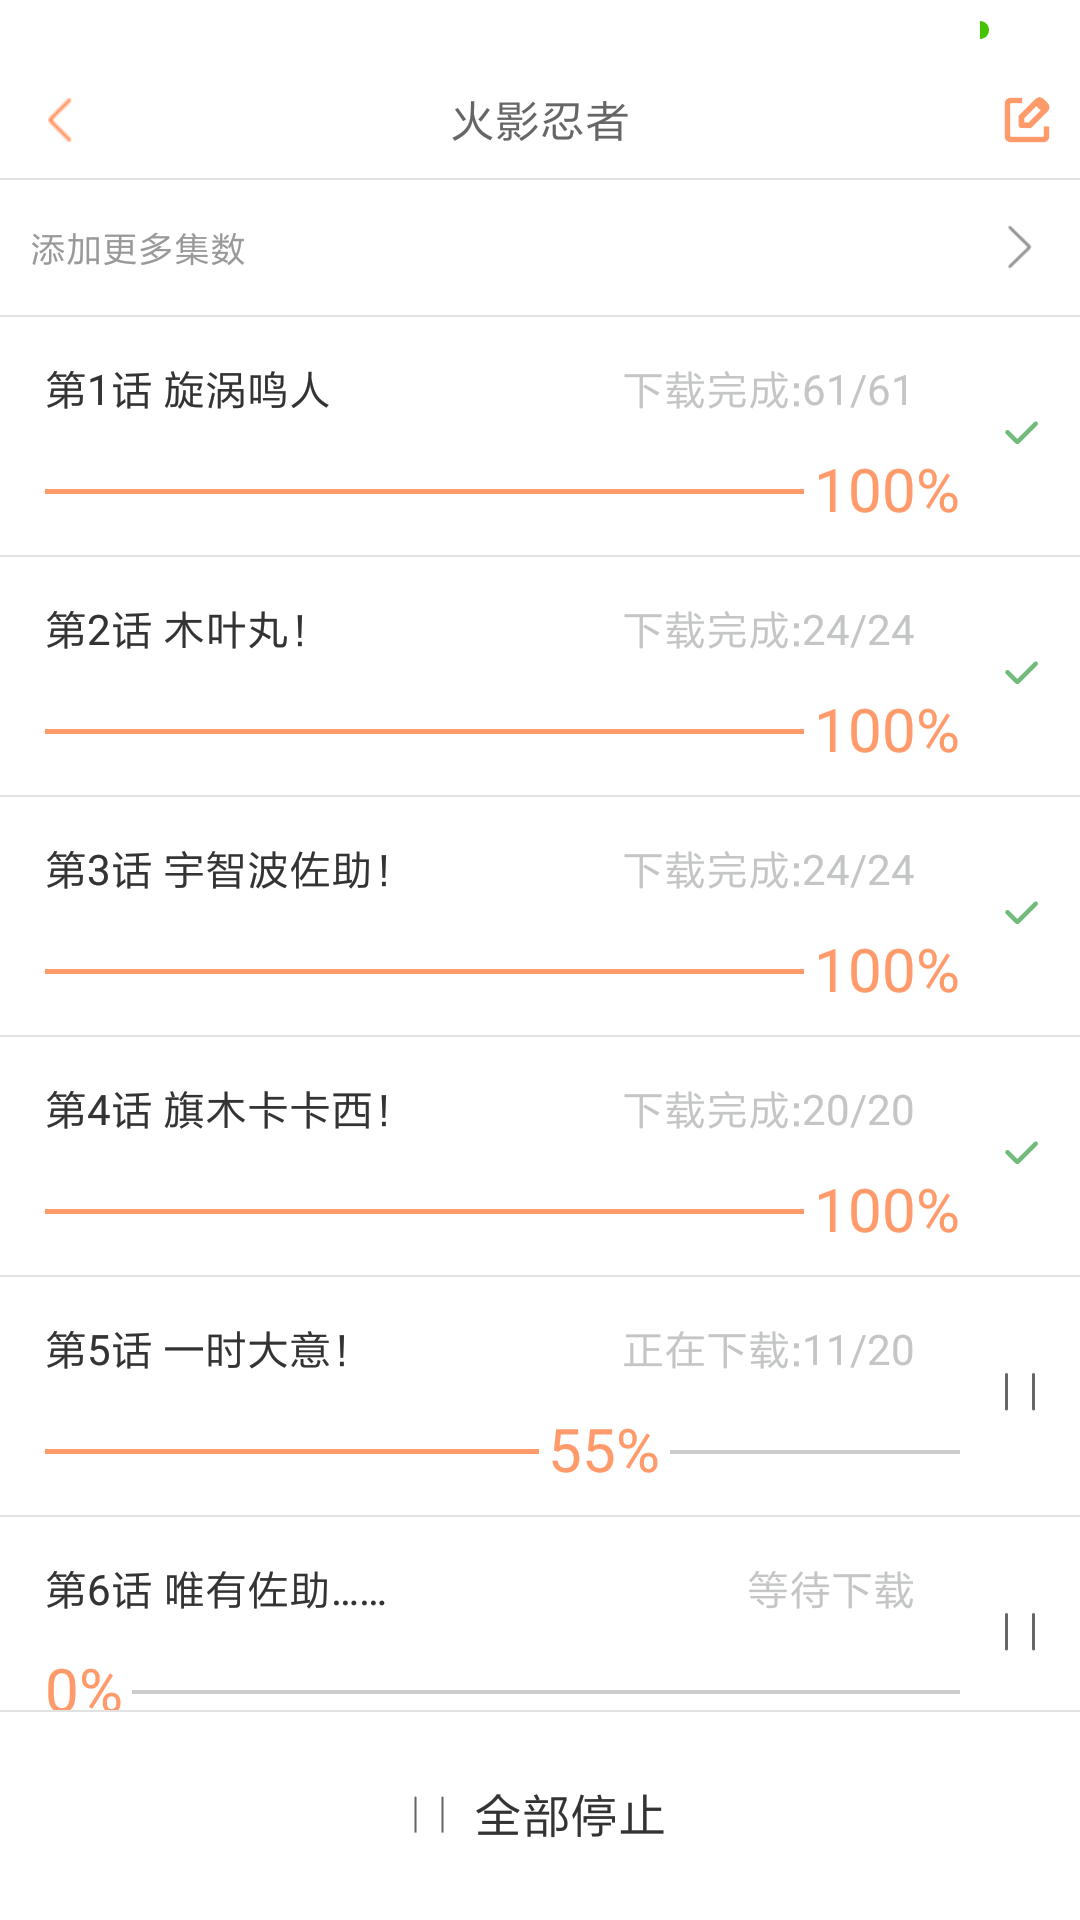 火影忍者
添加更多集数
第1话 旋涡鸣人 下载完成:61/61
100%
第2话 木叶丸！ 下载完成:24/24
100%
第3话 宇智波佐助！ 下载完成:24/24
100%
第4话 旗木卡卡西！ 下载完成:20/20
100%
第5话 一时大意！ 正在下载:11/20
55%
第6话 唯有佐助…… 等待下载
0%
全部停止